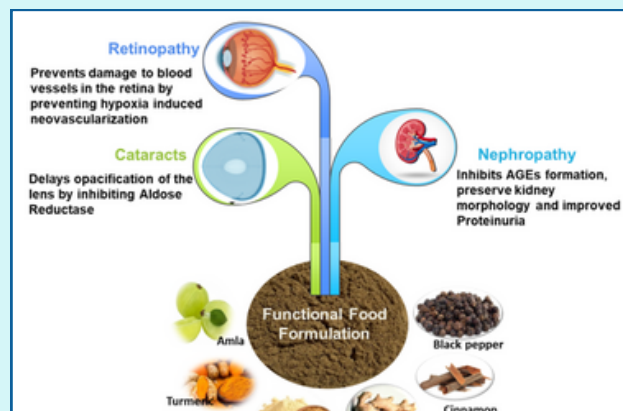 Retinopathy
Prevents damage to blood
vessels in the retina by
preventing hypoxia induced
neovascularization
Cataracts
Delays opacification of the
lens by inhibiting Aldose
Reductase
Nephropathy
Inhibits AGEs formation,
preserve kidney
morphology and improved
Proteinuria
Functional Food
Formulation
Amla
Black pepper
Turmeric
Cinnamon